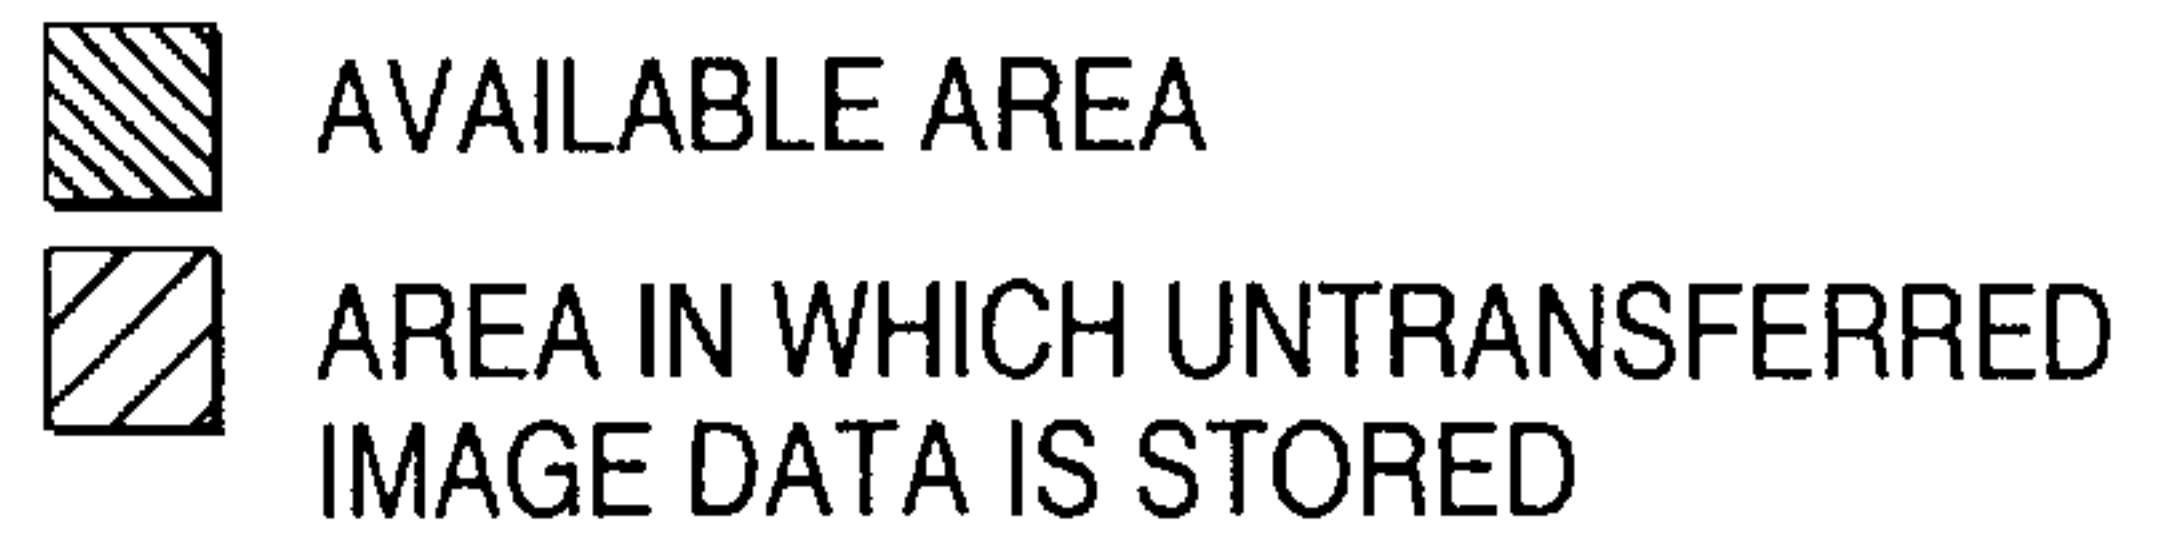 AVAILABLE AREA
AREA IN WHICH UNTRANSFERRED
IMAGE DATA IS STORED